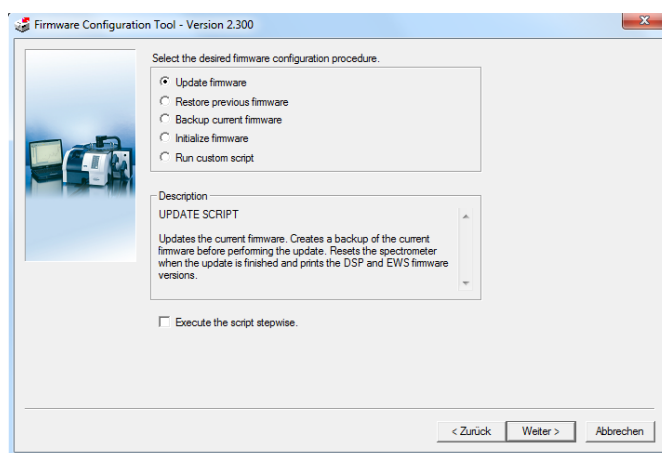 Firmware Configuration Tool - Version 2.300
Select the desired firmware configuration procedure.
Update firmware
Restore previous firmware
Backup current firmware
Initialize firmware
Run custom script
Description
UPDATE SCRIPT
Updates the current firmware. Creates a backup of the current
firmware before performing the update. Resets the spectrometer
when the update is finished and prints the DSP and EWS firmware
versions.
Execute the script stepwise.
< Zurück
Weiter >
Abbrechen